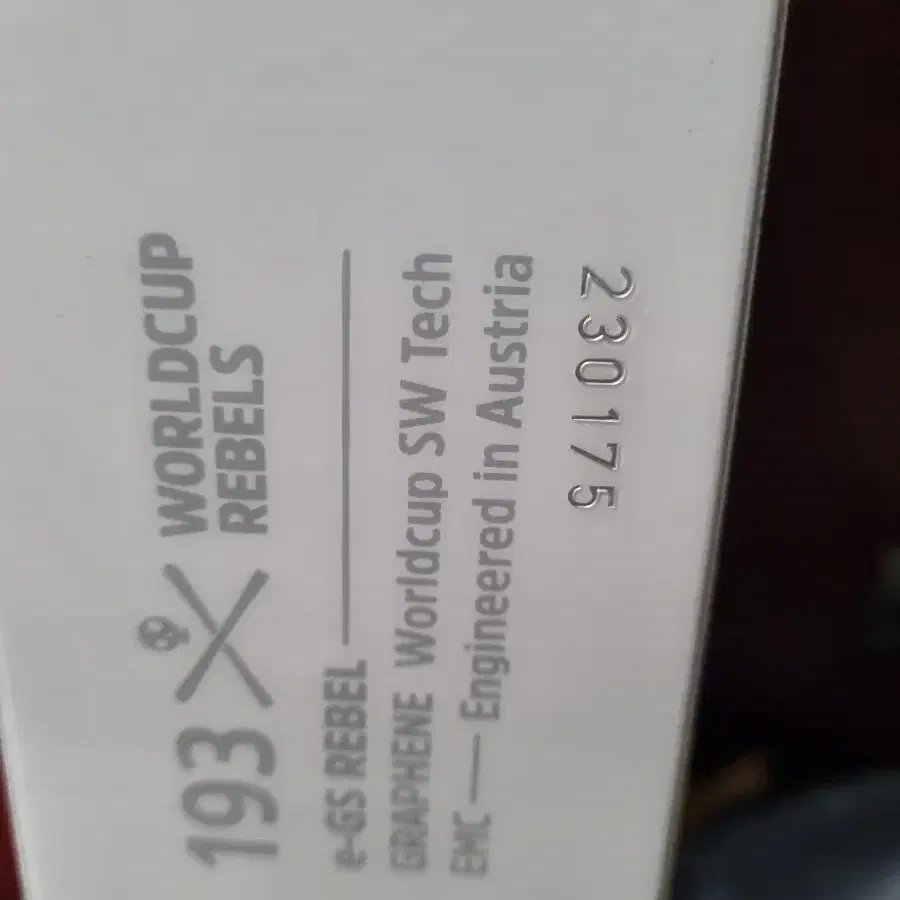 193 WORLDCUP
REBELS
e-GS REBEL
GRAPHENE Worldcup SW Tech
EMC — Engineered in Austria
230175